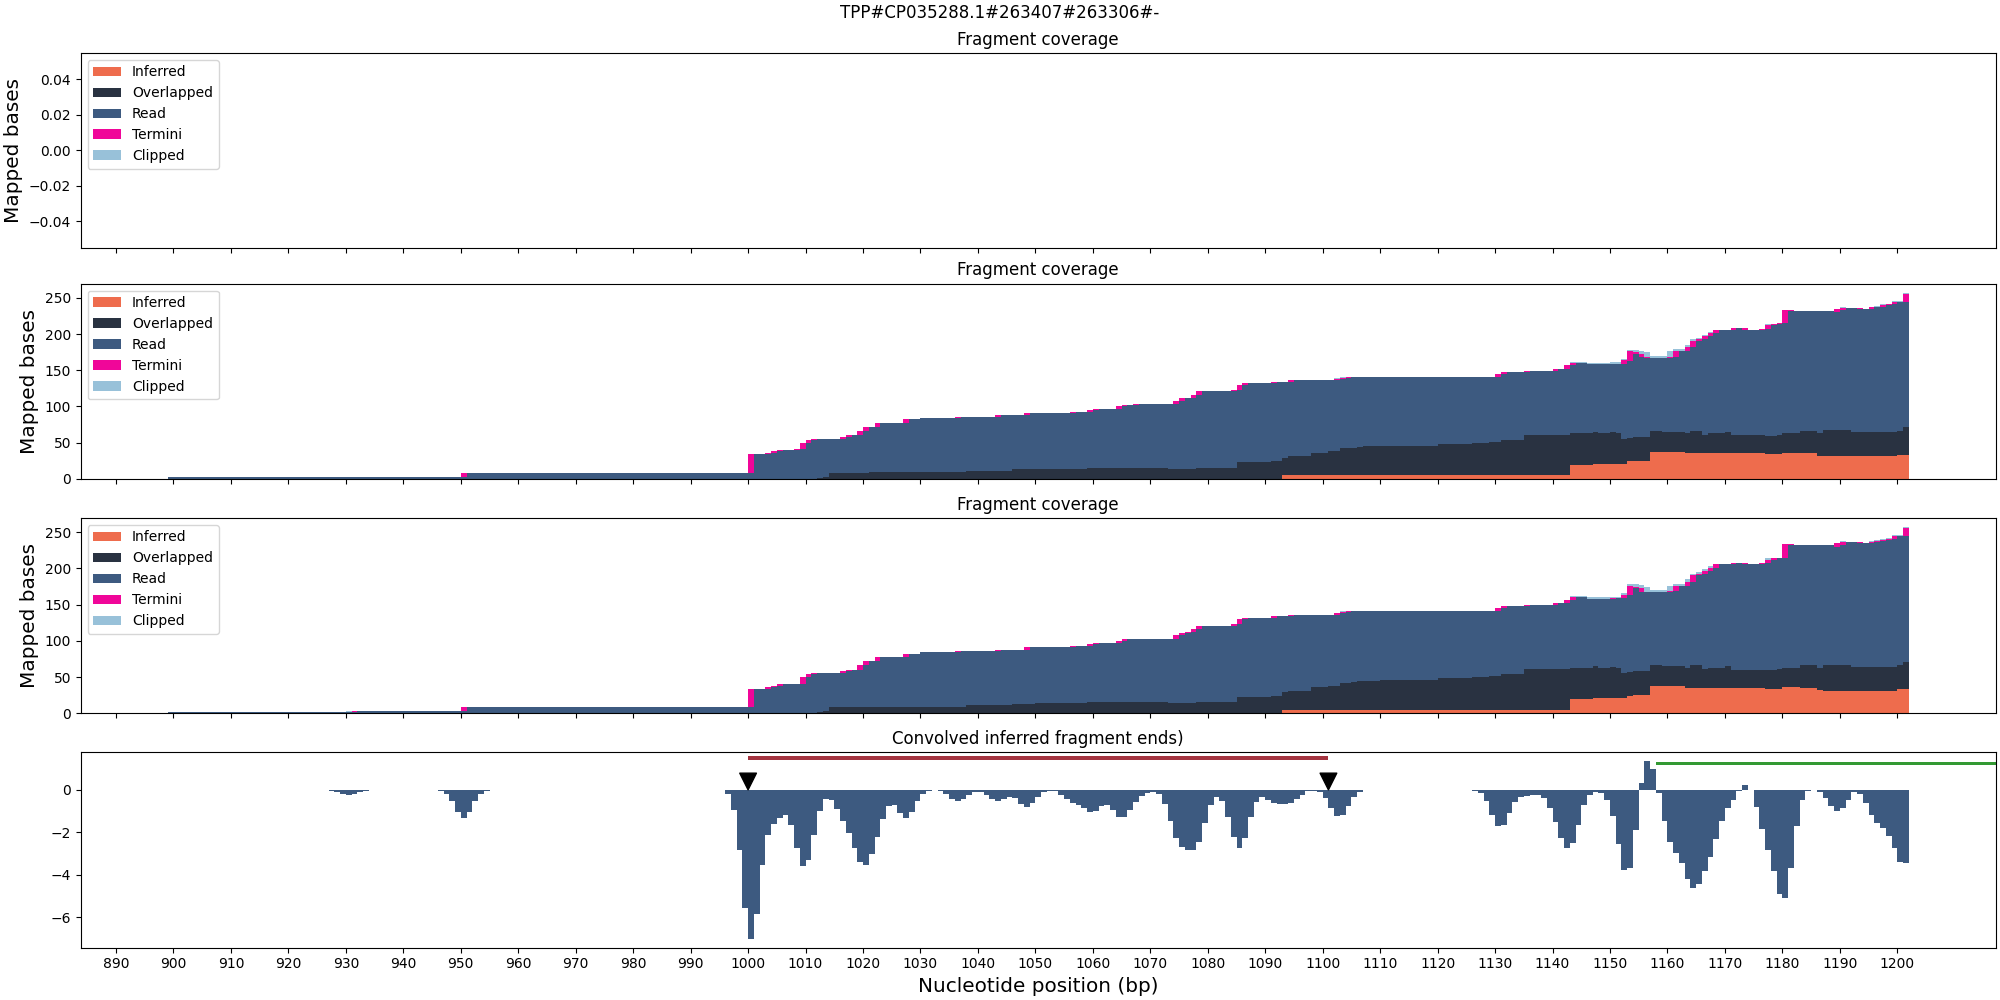 TPP#CP035288.1#263407#263306#-
Fragment coverage
Mapped bases
0.04
0.02
0.00
−0.02
−0.04
Inferred
Overlapped
Read
Termini
Clipped
Fragment coverage
Mapped bases
250
200
150
100
50
0
Inferred
Overlapped
Read
Termini
Clipped
Fragment coverage
Mapped bases
250
200
150
100
50
0
Inferred
Overlapped
Read
Termini
Clipped
Convolved inferred fragment ends)
0
−2
−4
−6
890 900 910 920 930 940 950 960 970 980 990 1000 1010 1020 1030 1040 1050 1060 1070 1080 1090 1100 1110 1120 1130 1140 1150 1160 1170 1180 1190 1200
Nucleotide position (bp)